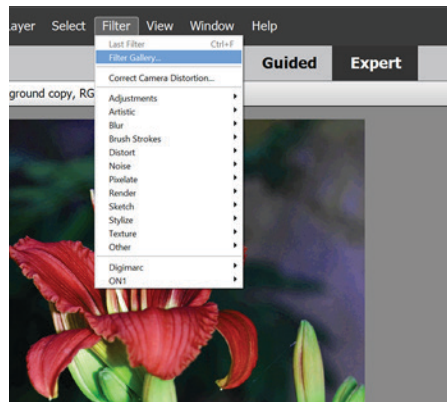 ayer Select Filter View Window Help
Last Filter Ctrl+F
Filter Gallery...
Guided Expert
Correct Camera Distortion...
ground copy, RG
Adjustments
Artistic
Blur
Brush Strokes
Distort
Noise
Pixelate
Render
Sketch
Stylize
Texture
Other
Digimarc
ON1